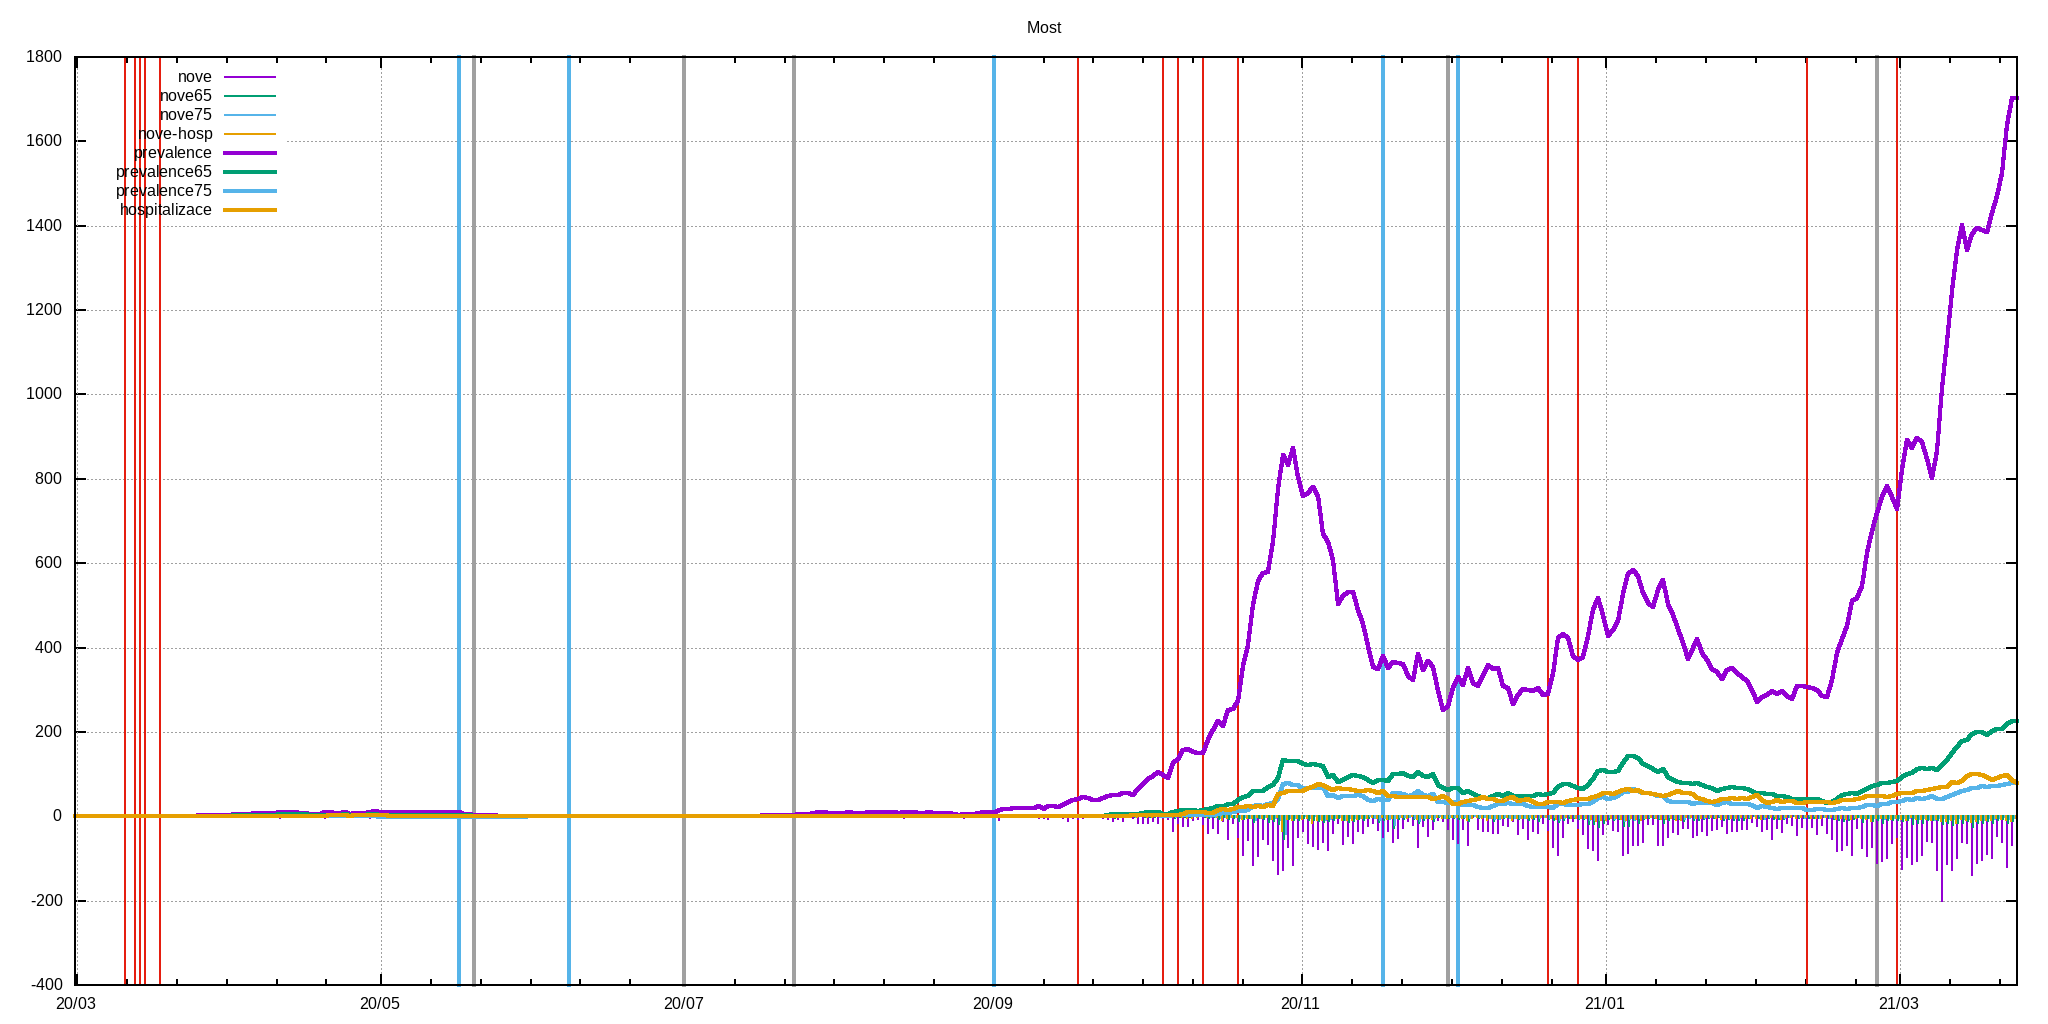 Most
1800
1600
1400
1200
1000
800
600
400
200
0
-200
-400
nove
nove65
nove75
nove-hosp
prevalence
prevalence65
prevalence75
hospitalizace
20/03 20/05 20/07 20/09 20/11 21/01 21/03